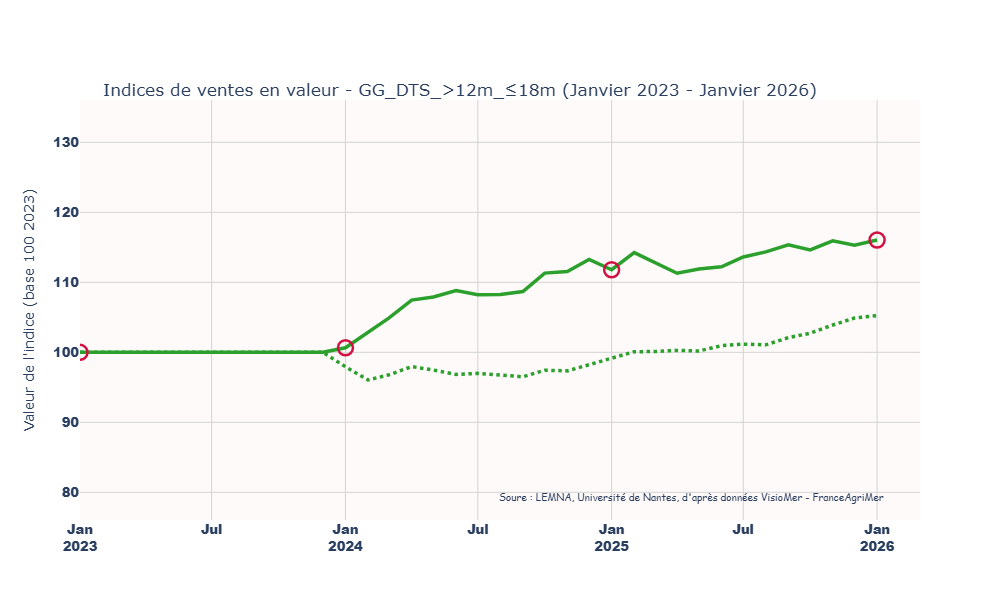 Indices de ventes en valeur - GG_DTS_>12m_≤18m (Janvier 2023 - Janvier 2026)
Valeur de l'indice (base 100 2023)
130
120
110
100
90
80
Soure : LEMNA, Université de Nantes, d'après données VisioMer - FranceAgriMer
Jan Jul Jan Jul Jan Jul Jan
2023 2024 2025 2026